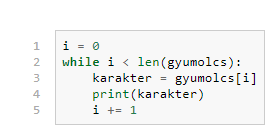 1 i = 0
2 while i < len(gyumolcs):
3     karakter = gyumolcs[i]
4     print(karakter)
5     i += 1